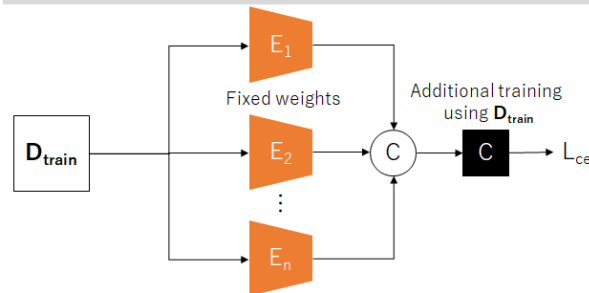 E1
Fixed weights
Additional training
using Dtrain
Dtrain
E2
C
C
Lce
⋮
En